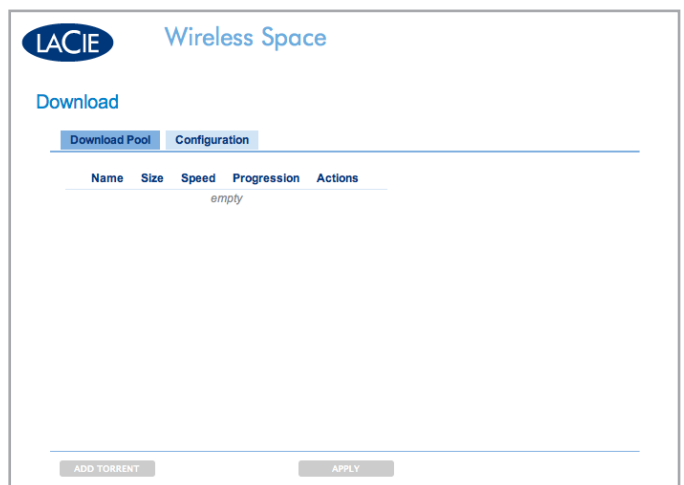 LACIE Wireless Space
Download
Download Pool Configuration
Name Size Speed Progression Actions
empty
ADD TORRENT APPLY